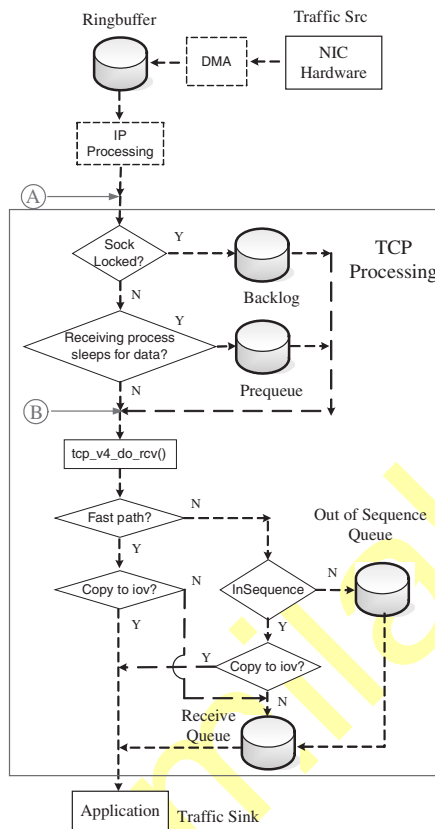 Traffic Src
Ringbuffer
DMA
NIC
Hardware
IP
Processing
A
TCP
Processing
Sock
Locked?
Y
N
Backlog
Receiving process
sleeps for data?
Y
N
Prequeue
B
tcp_v4_do_rcv()
Fast path?
N
Y
Out of Sequence
Queue
Copy to iov?
N
Y
InSequence
N
Y
Copy to iov?
Y
N
Receive
Queue
Application
Traffic Sink